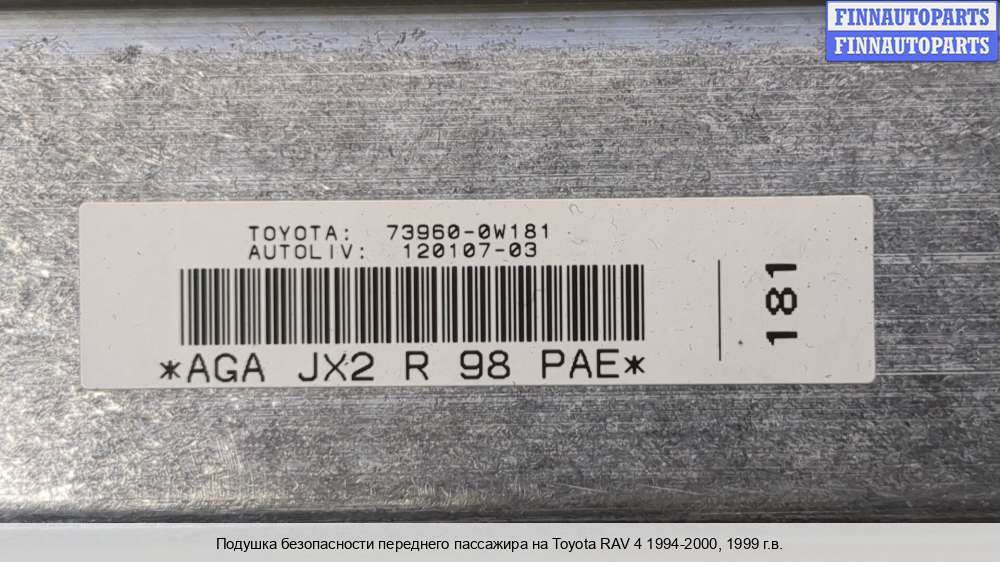 FINNAUTOPARTS
FINNAUTOPARTS
TOYOTA: 73960-0W181
AUTOLIV: 120107-03
*AGA JX2 R 98 PAE*
181
Подушка безопасности переднего пассажира на Toyota RAV 4 1994-2000, 1999 г.в.